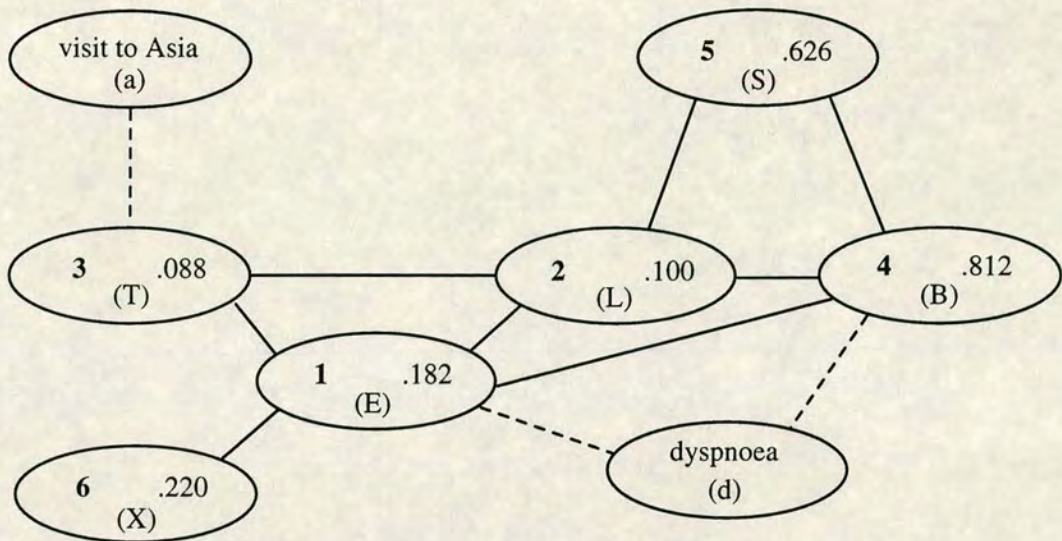 visit to Asia
(a)
5 .626
(S)
3 .088
(T)
2 .100
(L)
4 .812
(B)
1 .182
(E)
dyspnoea
(d)
6 .220
(X)